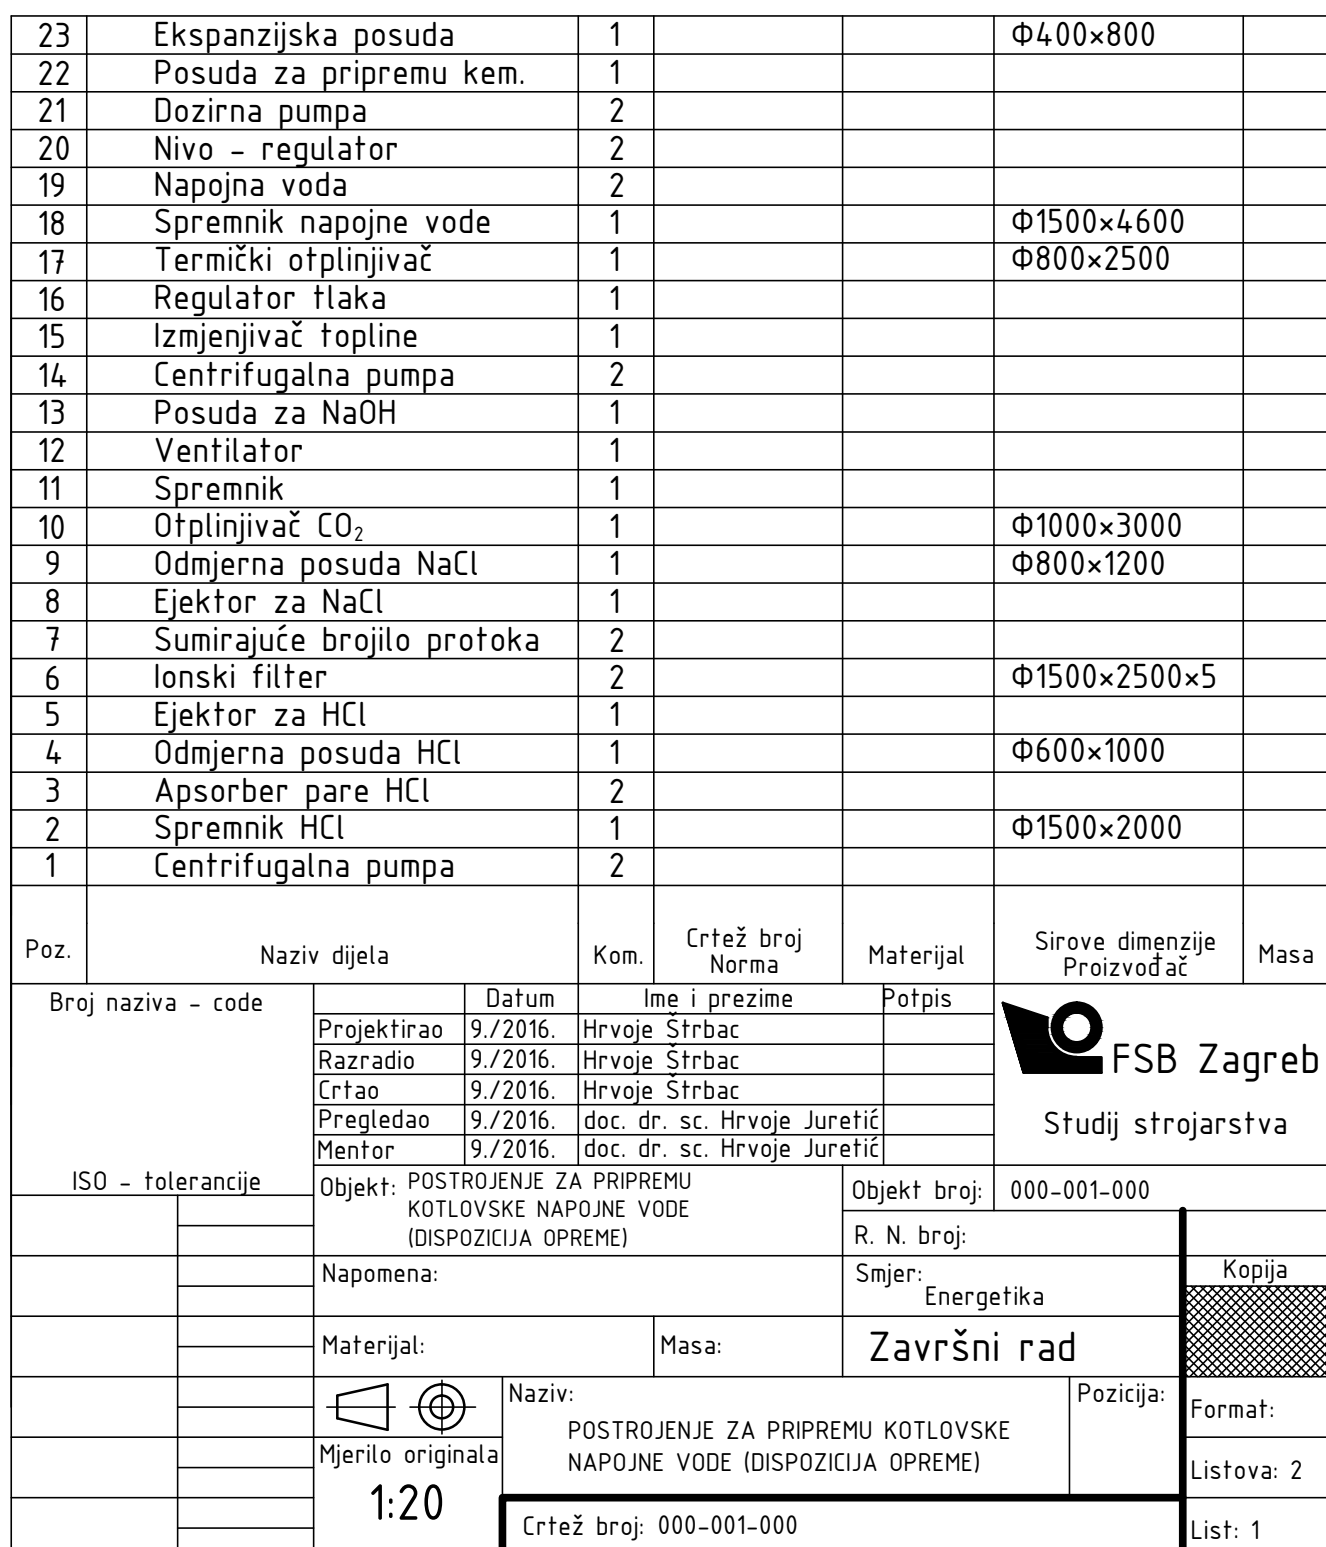 23 Ekspanzijska posuda 1 Φ400×800
22 Posuda za pripremu kem. 1
21 Dozirna pumpa 2
20 Nivo - regulator 2
19 Napojna voda 2
18 Spremnik napojne vode 1 Φ1500×4600
17 Termički otplinjivač 1 Φ800×2500
16 Regulator tlaka 1
15 Izmjenjivač topline 1
14 Centrifugalna pumpa 2
13 Posuda za NaOH 1
12 Ventilator 1
11 Spremnik 1
10 Otplinjivač CO₂ 1 Φ1000×3000
9 Odmjerna posuda NaCl 1 Φ800×1200
8 Ejektor za NaCl 1
7 Sumirajuće brojilo protoka 2
6 Ionski filter 2 Φ1500×2500×5
5 Ejektor za HCl 1
4 Odmjerna posuda HCl 1 Φ600×1000
3 Apsorber pare HCl 2
2 Spremnik HCl 1 Φ1500×2000
1 Centrifugalna pumpa 2
Poz. Naziv dijela Kom. Crtež broj Materijal Sirove dimenzije Masa
Norma Proizvođač
Broj naziva - code Datum Ime i prezime Potpis
Projektirao 9./2016. Hrvoje Štrbac
Razradio 9./2016. Hrvoje Štrbac
Crtao 9./2016. Hrvoje Štrbac
Pregledao 9./2016. doc. dr. sc. Hrvoje Juretić
Mentor 9./2016. doc. dr. sc. Hrvoje Juretić
FSB Zagreb
Studij strojarstva
ISO - tolerancije
Objekt: POSTROJENJE ZA PRIPREMU
KOTLOVSKE NAPOJNE VODE
(DISPOZICIJA OPREME)
Objekt broj: 000-001-000
R. N. broj:
Napomena:
Smjer:
Energetika
Kopija
Materijal: Masa: Završni rad
Naziv: Pozicija:
POSTROJENJE ZA PRIPREMU KOTLOVSKE
NAPOJNE VODE (DISPOZICIJA OPREME)
Format:
Mjerilo originala
1:20
Listova: 2
Crtež broj: 000-001-000
List: 1